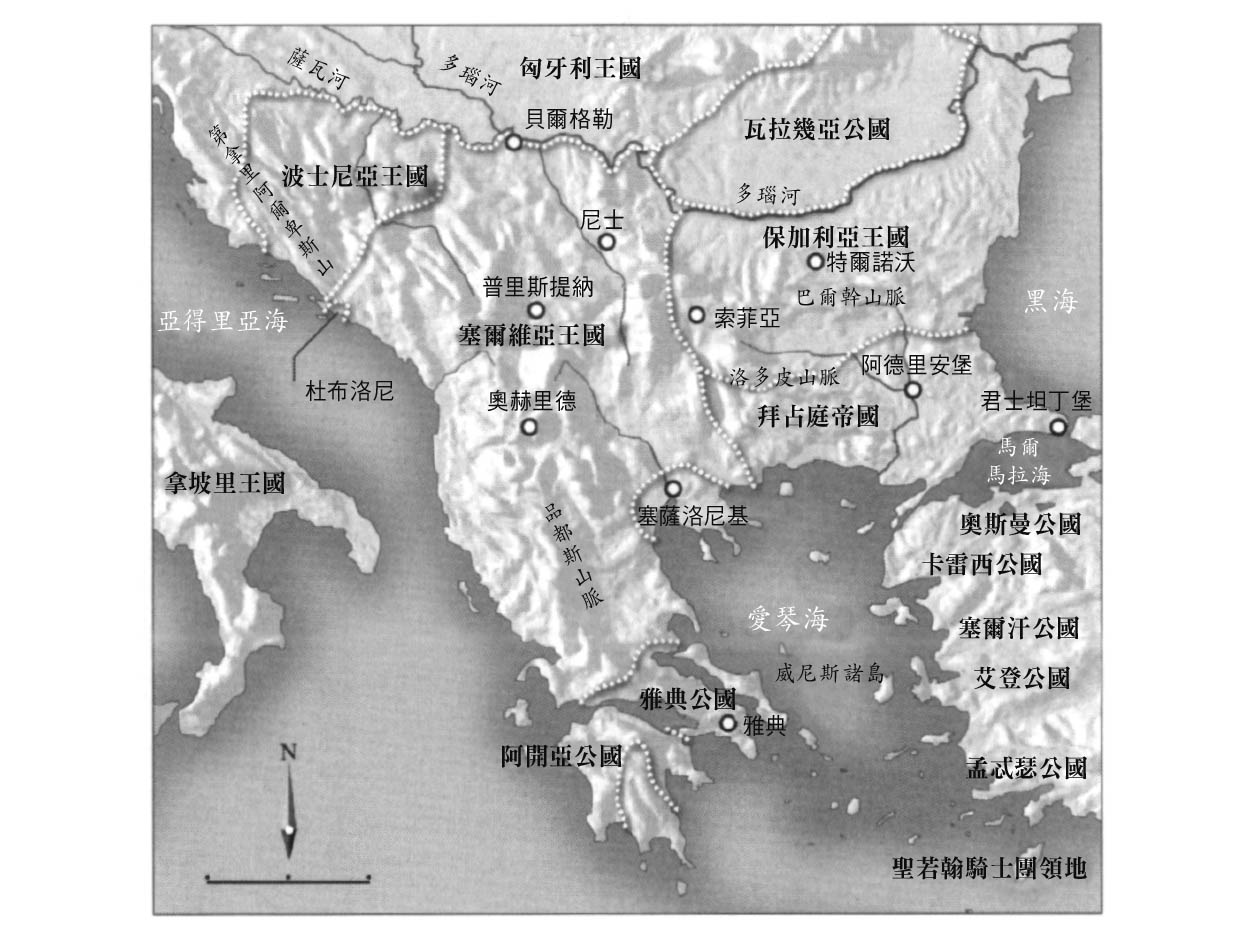 薩瓦河
多瑙河
匈牙利王國
貝爾格勒
瓦拉幾亞公國
第拿里阿爾卑斯山
波士尼亞王國
多瑙河
尼士
保加利亞王國
特爾諾沃
普里斯提納
巴爾幹山脈
黑海
亞得里亞海
塞爾維亞王國
索菲亞
杜布洛尼
洛多皮山脈
阿德里安堡
奧赫里德
拜占庭帝國
君士坦丁堡
馬爾
馬拉海
拿坡里王國
塞薩洛尼基
品都斯山脈
奧斯曼公國
卡雷西公國
愛琴海
塞爾汗公國
威尼斯諸島
艾登公國
雅典公國
雅典
阿開亞公國
孟忒瑟公國
N
聖若翰騎士團領地